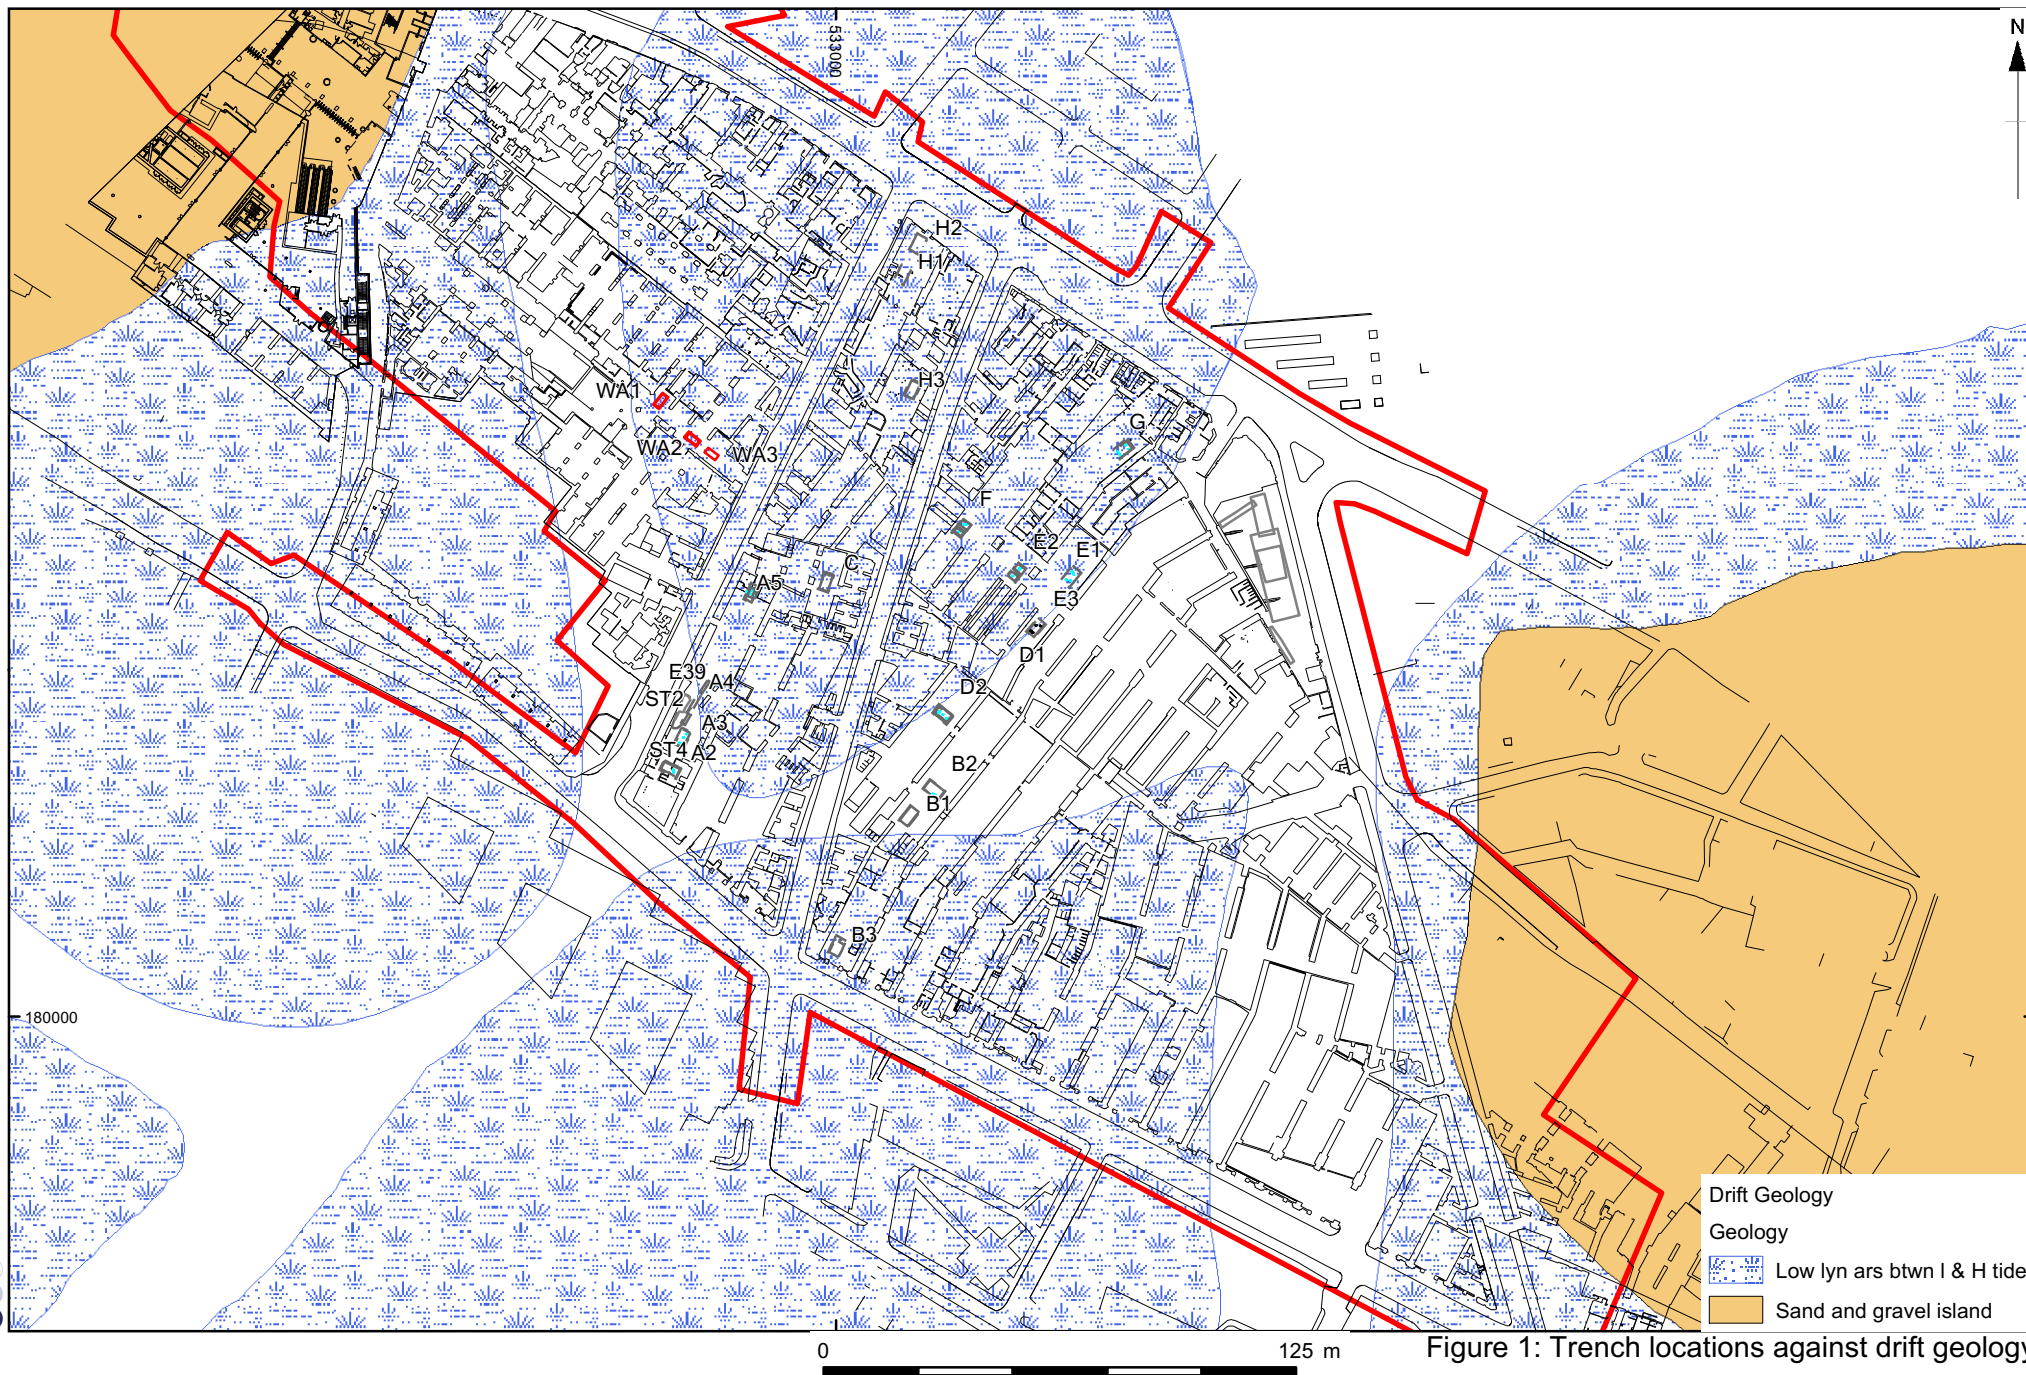 N
533000
H2
H1
H3
WA1
WA2
WA3
G
F
E2
E1
C
A5
E3
D1
E39
A4
ST2
D2
A3
ST4
A2
B2
B1
B3
180000
Drift Geology
Geology
Low lyn ars btwn l & H tide
Sand and gravel island
0
125 m
Figure 1: Trench locations against drift geology